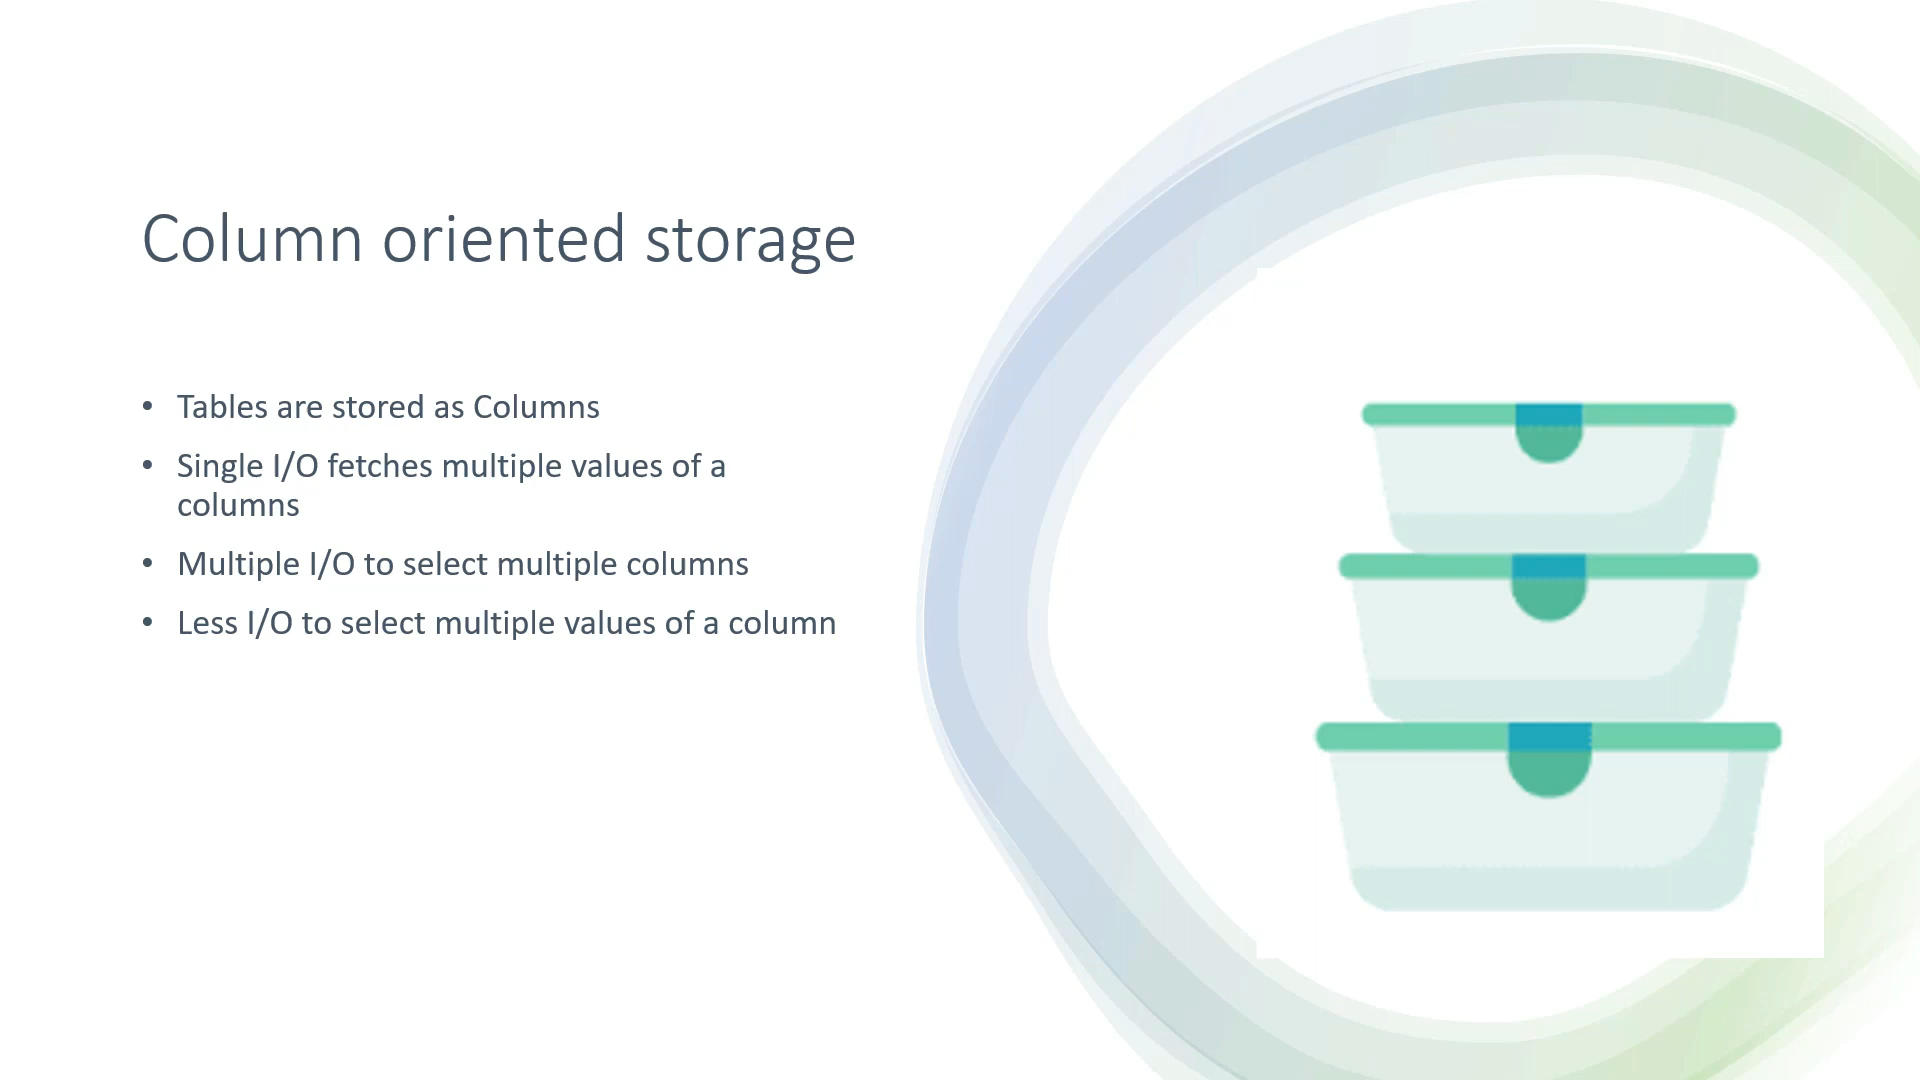 Column oriented storage
• Tables are stored as Columns
• Single I/O fetches multiple values of a
columns
• Multiple I/O to select multiple columns
• Less I/O to select multiple values of a column